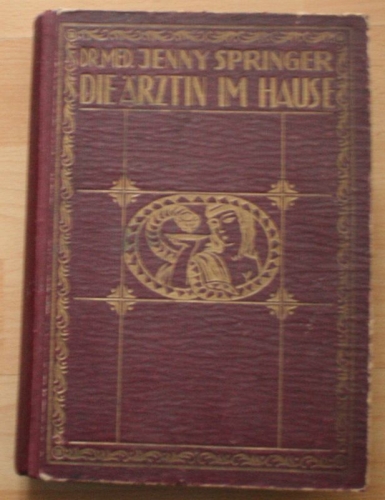 DR. MED. JENNY SPRINGER
DIE ÄRZTIN IM HAUSE